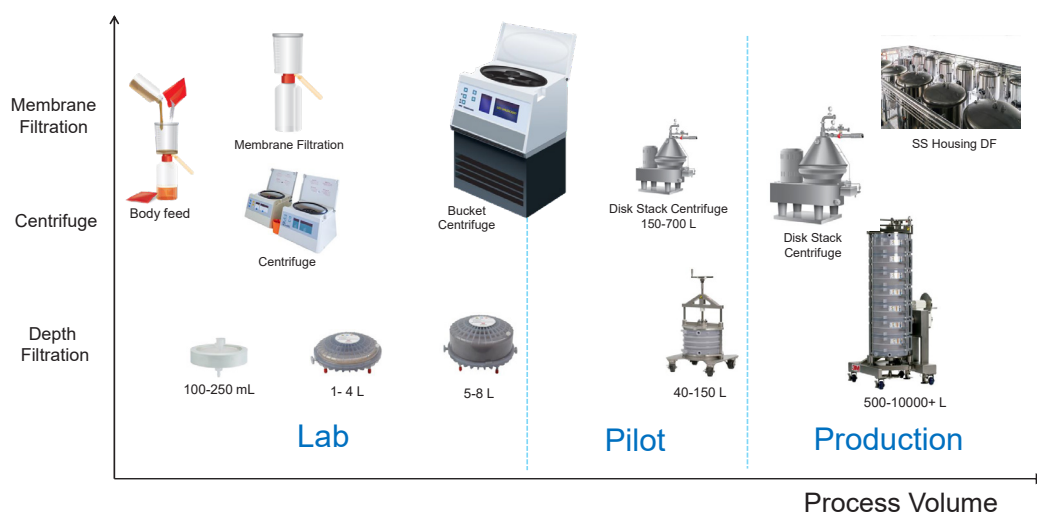 Membrane
Filtration
Centrifuge
Depth
Filtration
Body feed
Membrane Filtration
Centrifuge
Bucket
Centrifuge
Disk Stack Centrifuge
150-700 L
SS Housing DF
Disk Stack
Centrifuge
100-250 mL
1- 4 L
5-8 L
40-150 L
500-10000+ L
Lab
Pilot
Production
Process Volume